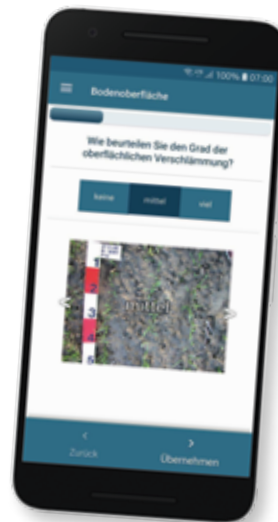 100% 07:00
Bodenoberfläche
Wie beurteilen Sie den Grad der
oberflächlichen Verschlämmung?
keine mittel viel
1
2
mittel
3
4
5
< >
Zurück Übernehmen